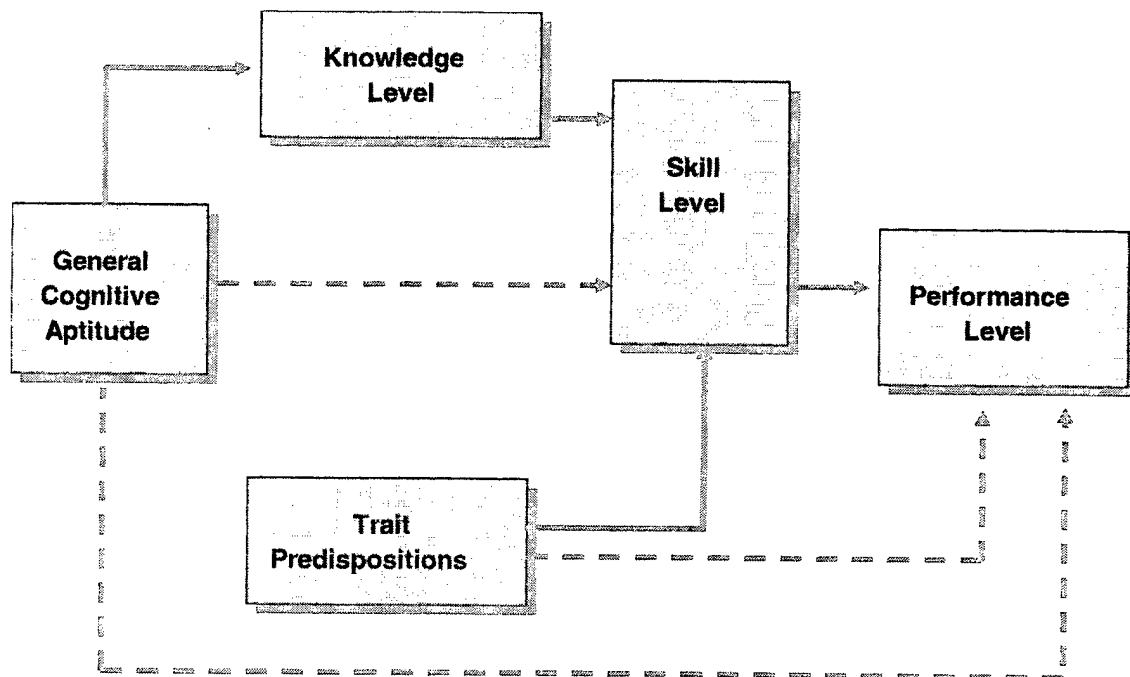 Knowledge
Level
Skill
Level
General
Cognitive
Aptitude
Performance
Level
Trait
Predispositions